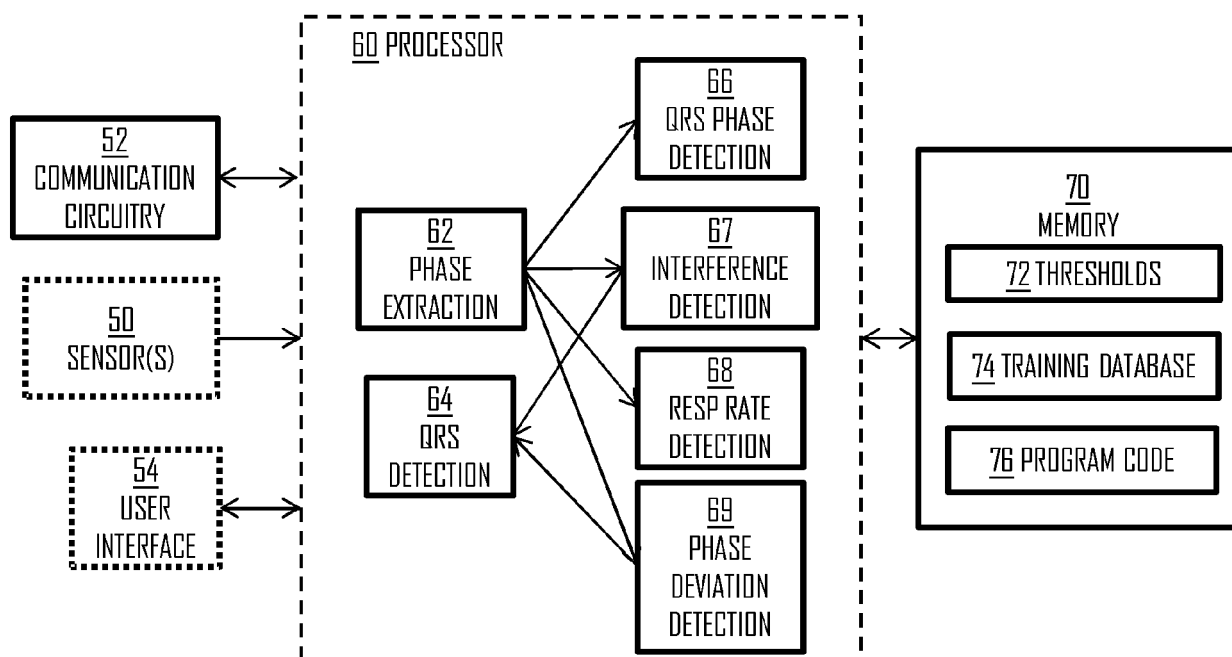 60 PROCESSOR
52
COMMUNICATION
CIRCUITRY
50
SENSOR(S)
54
USER
INTERFACE
62
PHASE
EXTRACTION
64
QRS
DETECTION
66
QRS PHASE
DETECTION
67
INTERFERENCE
DETECTION
68
RESP RATE
DETECTION
69
PHASE
DEVIATION
DETECTION
70
MEMORY
72 THRESHOLDS
74 TRAINING DATABASE
76 PROGRAM CODE